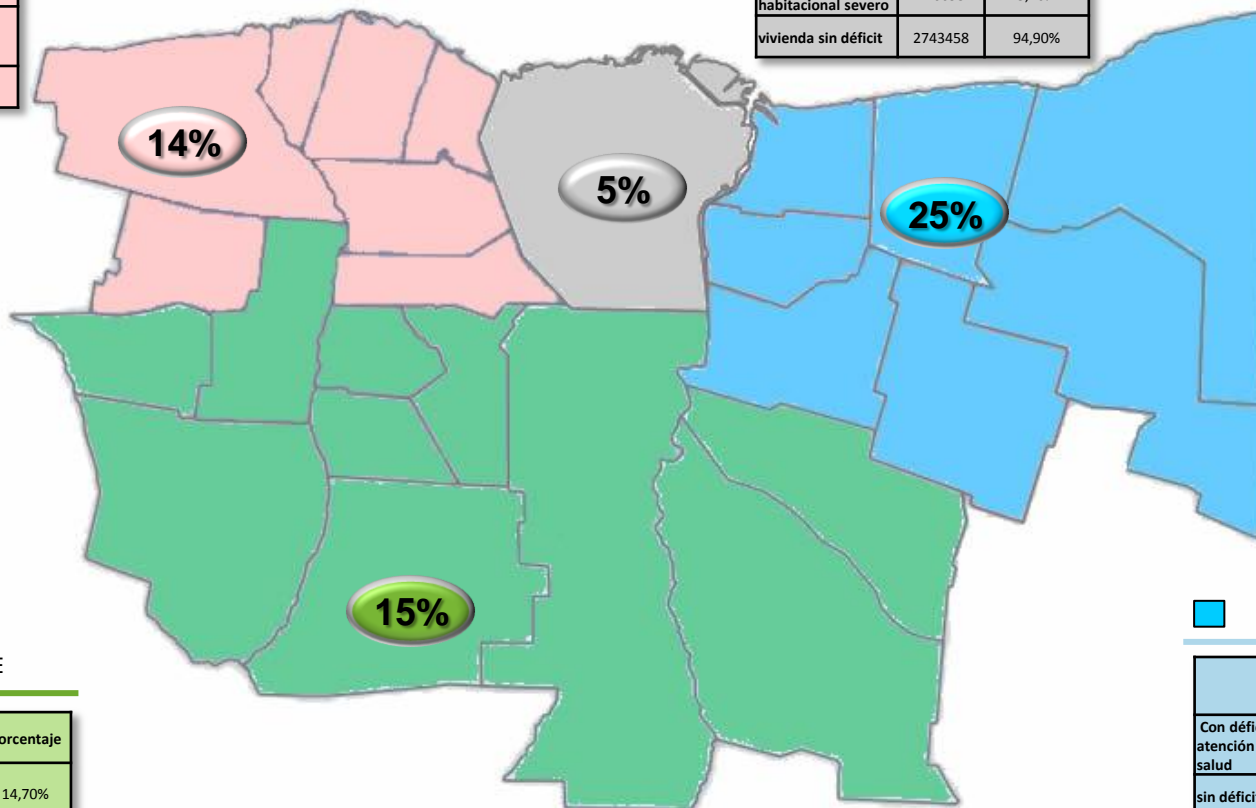 habitacional severo
vivienda sin déficit 2743458 94,90%
14%
5%
25%
15%
E
orcentaje
14,70%
Con défi
atención
salud
sin défici